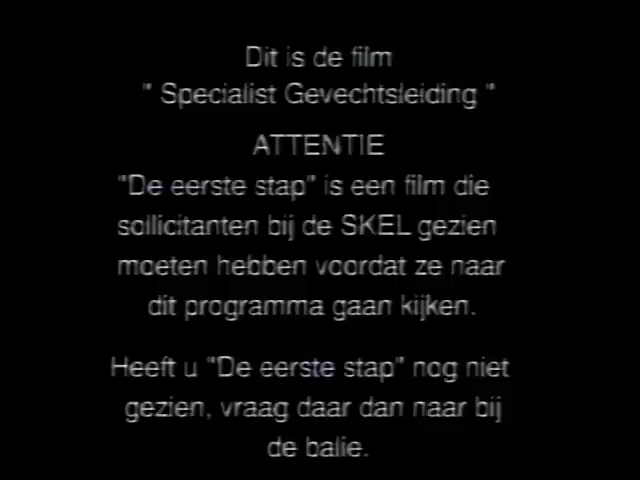 Dit is de film
" Specialist Gevechtsleiding "
ATTENTIE
"De eerste stap" is een film die
sollicitanten bij de SKEL gezien
moeten hebben voordat ze naar
dit programma gaan kijken.
Heeft u "De eerste stap" nog niet
gezien, vraag daar dan naar bij
de balie.